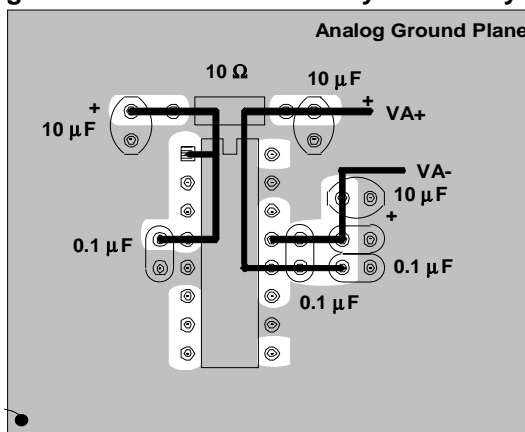 Analog Ground Plane
10 Ω
10 µF
+
10 µF
+
VA+
VA-
10 µF
+
0.1 µF
0.1 µF
0.1 µF